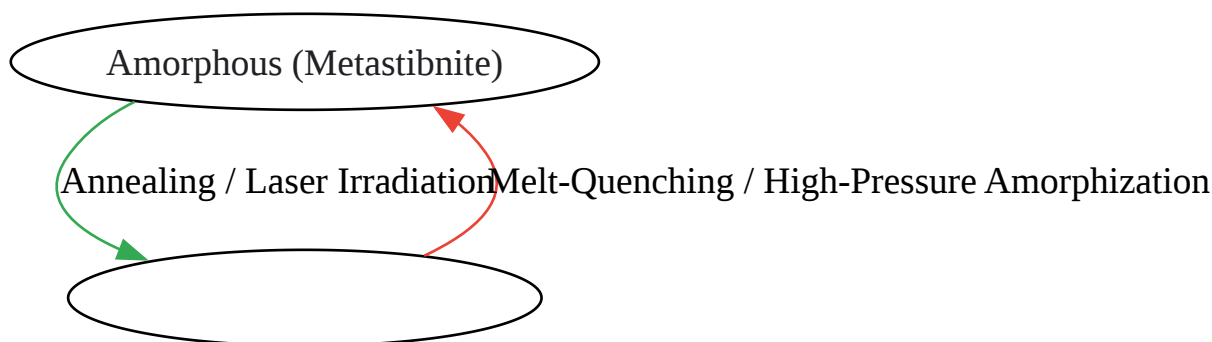 Amorphous (Metastibnite)
Annealing / Laser Irradiation
Melt-Quenching / High-Pressure Amorphization